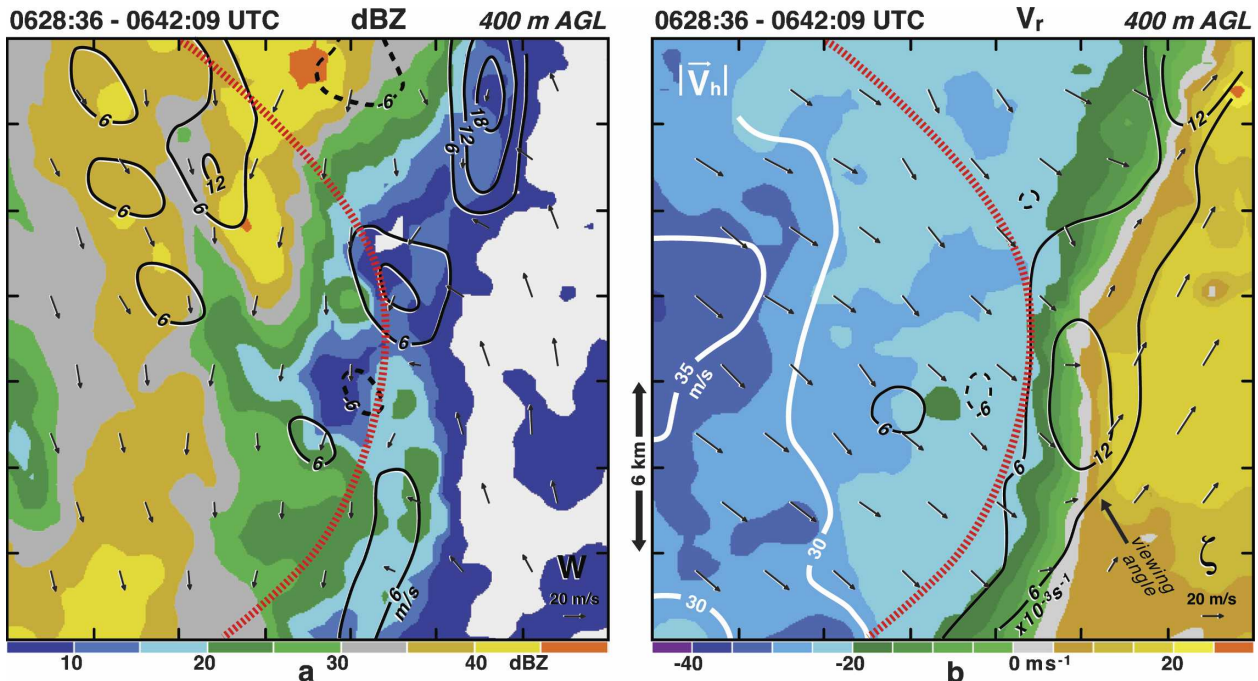 0628:36 - 0642:09 UTC dBZ 400 m AGL
6
-6
18
12
6
6
12
6
6
6
6
-6
6
6
m/s
W
20 m/s
10 20 30 40 dBZ
a
6 km
0628:36 - 0642:09 UTC Vr 400 m AGL
|Vh|
12
35
m/s
6
-6
6
12
30
viewing
angle
ζ
30
6
x10-3s-1
20 m/s
-40 -20 0 ms-1 20
b